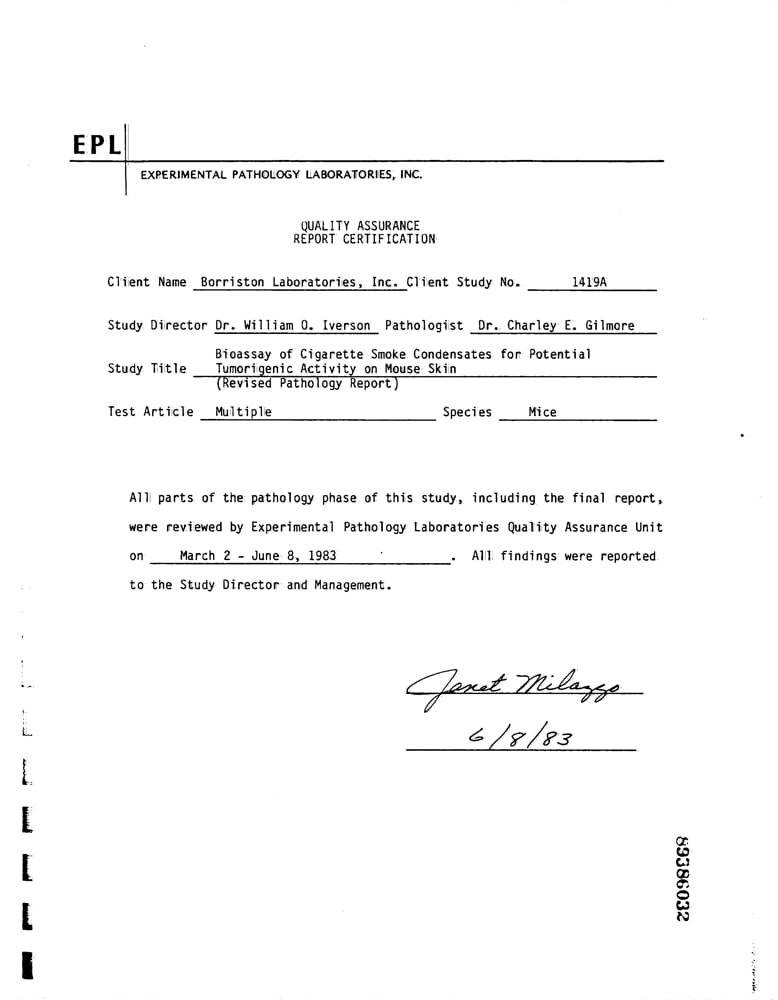 EPL
EXPERIMENTAL PATHOLOGY LABORATORIES, INC.
QUALITY ASSURANCE
REPORT CERTIFICATION
Client Name Borriston Laboratories, Inc. Client Study No. 1419A
Study Director Dr. William O. Iverson Pathologist Dr. Charley E. Gilmore
Bioassay of Cigarette Smoke Condensates for Potential
Study Title Tumorigenic Activity on Mouse Skin
(Revised Pathology Report)
Test Article Multiple Species Mice
All parts of the pathology phase of this study, including the final report,
were reviewed by Experimental Pathology Laboratories Quality Assurance Unit
on March 2 - June 8, 1983 . All findings were reported
to the Study Director and Management.
Janet Milazzo
6/8/83
89386032